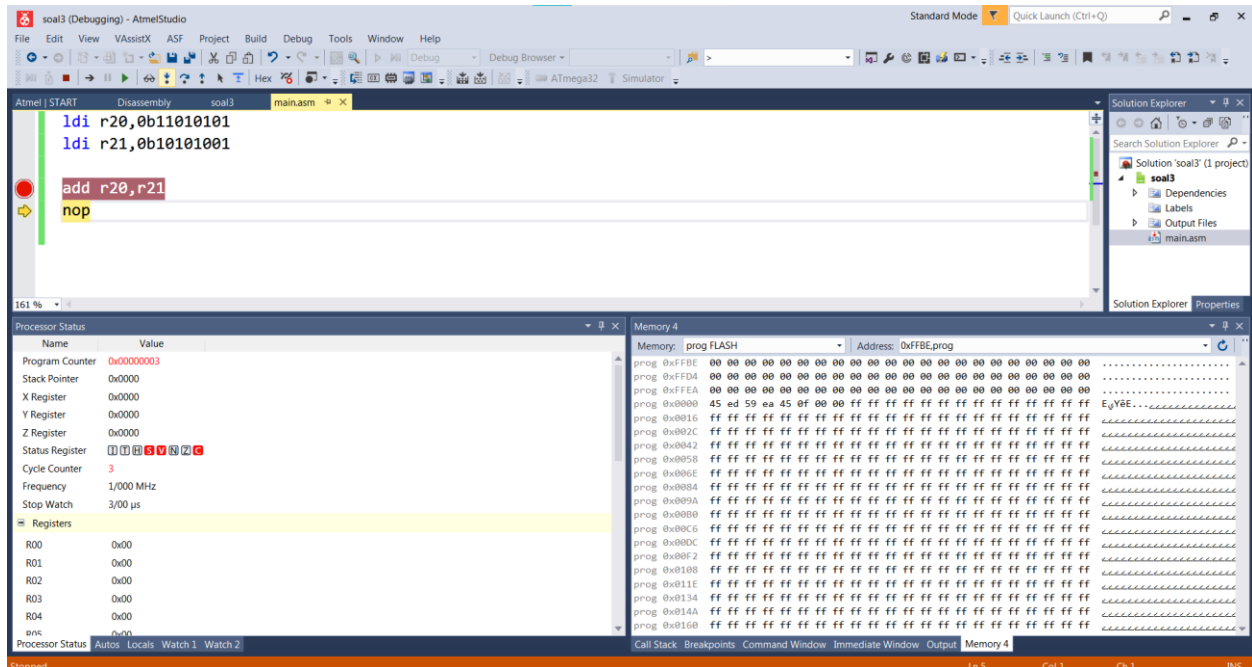 soal3 (Debugging) - AtmelStudio
Standard Mode
Quick Launch (Ctrl+Q)
File Edit View VAssistX ASF Project Build Debug Tools Window Help
Debug Debug Browser
Hex ATmega32 Simulator
Atmel | START Disassembly soal3 main.asm
ldi r20,0b11010101
ldi r21,0b10101001
add r20,r21
nop
161 %
Solution Explorer
Search Solution Explorer
Solution 'soal3' (1 project)
soal3
Dependencies
Labels
Output Files
main.asm
Solution Explorer Properties
Processor Status
Name Value
Program Counter 0x00000003
Stack Pointer 0x0000
X Register 0x0000
Y Register 0x0000
Z Register 0x0000
Status Register I T H S V N Z C
Cycle Counter 3
Frequency 1/000 MHz
Stop Watch 3/00 µs
Registers
R00 0x00
R01 0x00
R02 0x00
R03 0x00
R04 0x00
R05 0x00
Processor Status Autos Locals Watch 1 Watch 2
Memory 4
Memory: prog FLASH Address: 0xFFBE,prog
prog 0xFFBE 00 00 00 00 00 00 00 00 00 00 00 00 00 00 00 00 00 00 00 00 00 00 ......................
prog 0xFFD4 00 00 00 00 00 00 00 00 00 00 00 00 00 00 00 00 00 00 00 00 00 00 ......................
prog 0xFFEA 00 00 00 00 00 00 00 00 00 00 00 00 00 00 00 00 00 00 00 00 00 00 ......................
prog 0x0000 45 ed 59 ea 45 0f 00 00 ff ff ff ff ff ff ff ff ff ff ff ff ff ff
prog 0x0016 ff ff ff ff ff ff ff ff ff ff ff ff ff ff ff ff ff ff ff ff ff ff
prog 0x002C ff ff ff ff ff ff ff ff ff ff ff ff ff ff ff ff ff ff ff ff ff ff
prog 0x0042 ff ff ff ff ff ff ff ff ff ff ff ff ff ff ff ff ff ff ff ff ff ff
prog 0x0058 ff ff ff ff ff ff ff ff ff ff ff ff ff ff ff ff ff ff ff ff ff ff
prog 0x006E ff ff ff ff ff ff ff ff ff ff ff ff ff ff ff ff ff ff ff ff ff ff
prog 0x0084 ff ff ff ff ff ff ff ff ff ff ff ff ff ff ff ff ff ff ff ff ff ff
prog 0x009A ff ff ff ff ff ff ff ff ff ff ff ff ff ff ff ff ff ff ff ff ff ff
prog 0x00B0 ff ff ff ff ff ff ff ff ff ff ff ff ff ff ff ff ff ff ff ff ff ff
prog 0x00C6 ff ff ff ff ff ff ff ff ff ff ff ff ff ff ff ff ff ff ff ff ff ff
prog 0x00DC ff ff ff ff ff ff ff ff ff ff ff ff ff ff ff ff ff ff ff ff ff ff
prog 0x00F2 ff ff ff ff ff ff ff ff ff ff ff ff ff ff ff ff ff ff ff ff ff ff
prog 0x0108 ff ff ff ff ff ff ff ff ff ff ff ff ff ff ff ff ff ff ff ff ff ff
prog 0x011E ff ff ff ff ff ff ff ff ff ff ff ff ff ff ff ff ff ff ff ff ff ff
prog 0x0134 ff ff ff ff ff ff ff ff ff ff ff ff ff ff ff ff ff ff ff ff ff ff
prog 0x014A ff ff ff ff ff ff ff ff ff ff ff ff ff ff ff ff ff ff ff ff ff ff
prog 0x0160 ff ff ff ff ff ff ff ff ff ff ff ff ff ff ff ff ff ff ff ff ff ff
Call Stack Breakpoints Command Window Immediate Window Output Memory 4
Stopped Ln 5 Col 1 Ch 1 INS